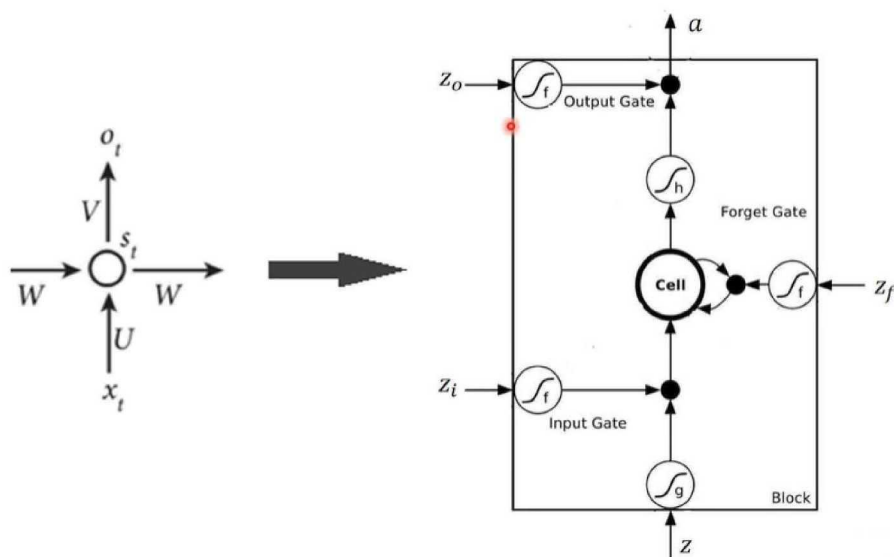 o_t
V
s_t
W
W
U
x_t
a
z_o
f
Output Gate
h
Forget Gate
Cell
f
z_f
z_i
f
Input Gate
g
Block
z